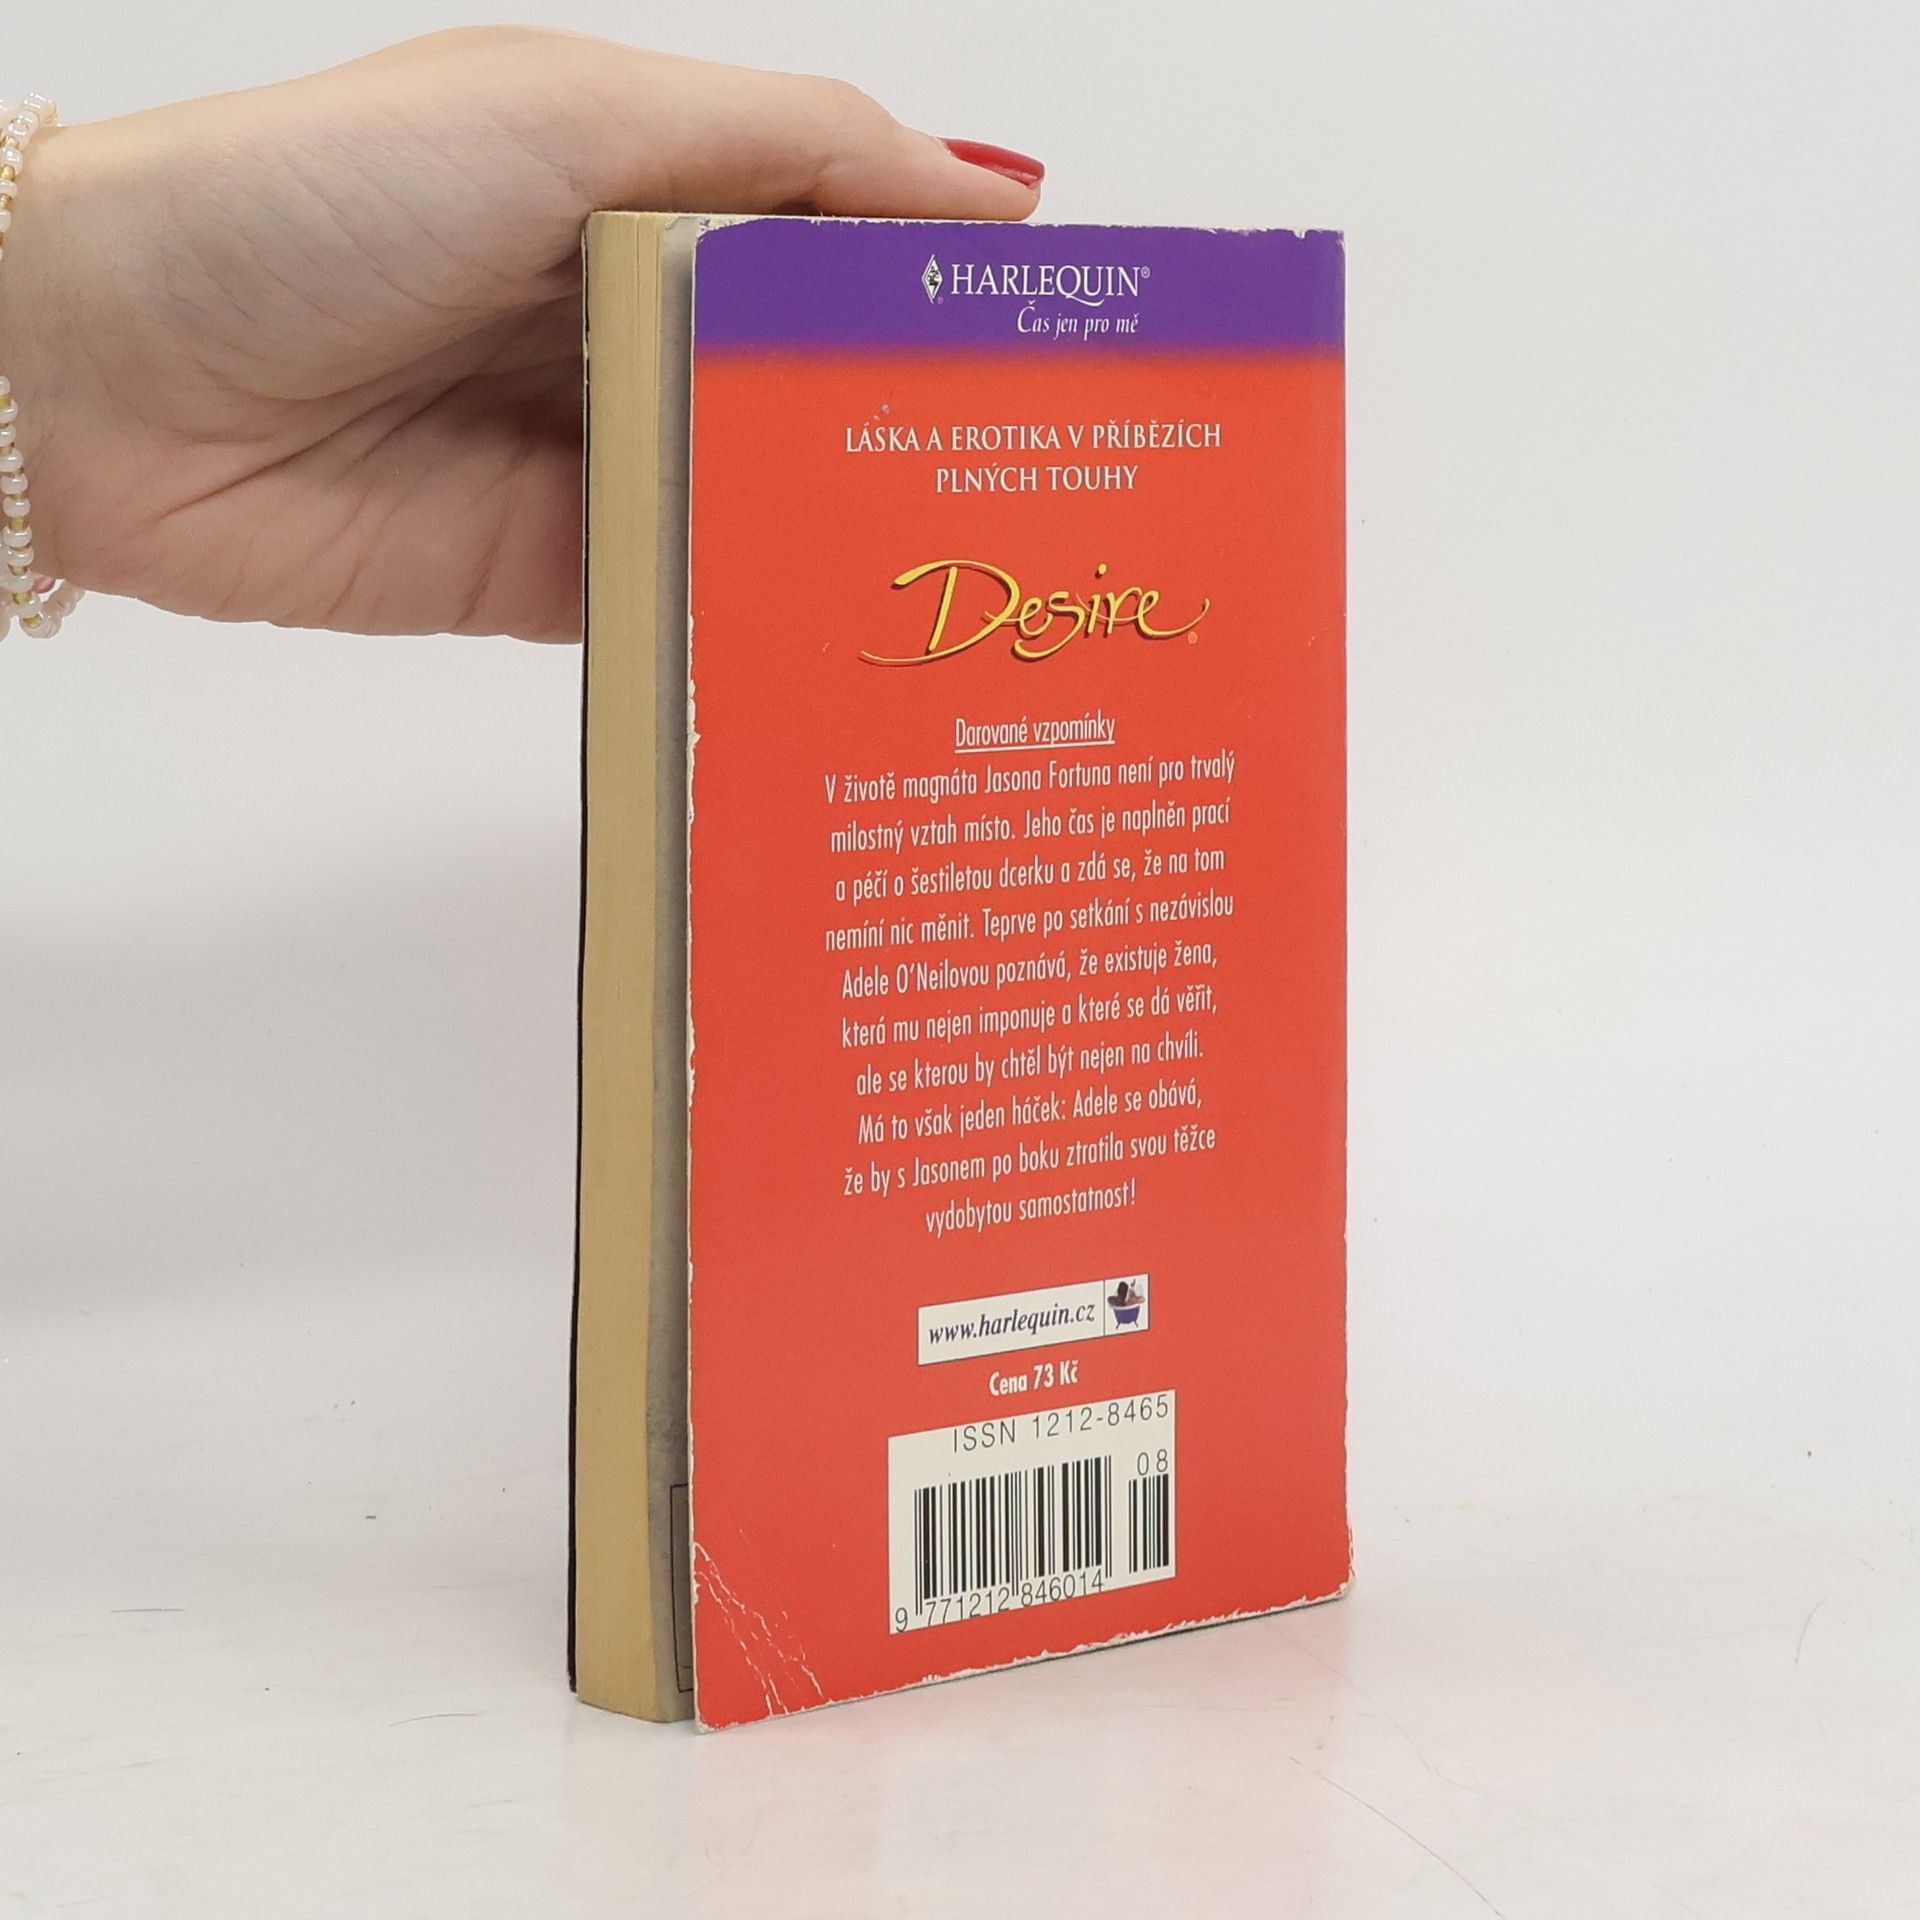 HARLEQUIN®
Čas jen pro mě
LÁSKA A EROTIKA V PŘÍBĚZÍCH
PLNÝCH TOUHY
Desire®
Darované vzpomínky
V životě magnáta Jasona Fortuna není pro trvalý
milostný vztah místo. Jeho čas je naplněn prací
a péčí o šestiletou dcerku a zdá se, že na tom
nemíní nic měnit. Teprve po setkání s nezávislou
Adele O'Neilovou poznává, že existuje žena,
která mu nejen imponuje a které se dá věřit,
ale se kterou by chtěl být nejen na chvíli.
Má to však jeden háček: Adele se obává,
že by s Jasonem po boku ztratila svou těžce
vydobytou samostatnost!
www.harlequin.cz
Cena 73 Kč
ISSN 1212-8465
08
9 771212 846014